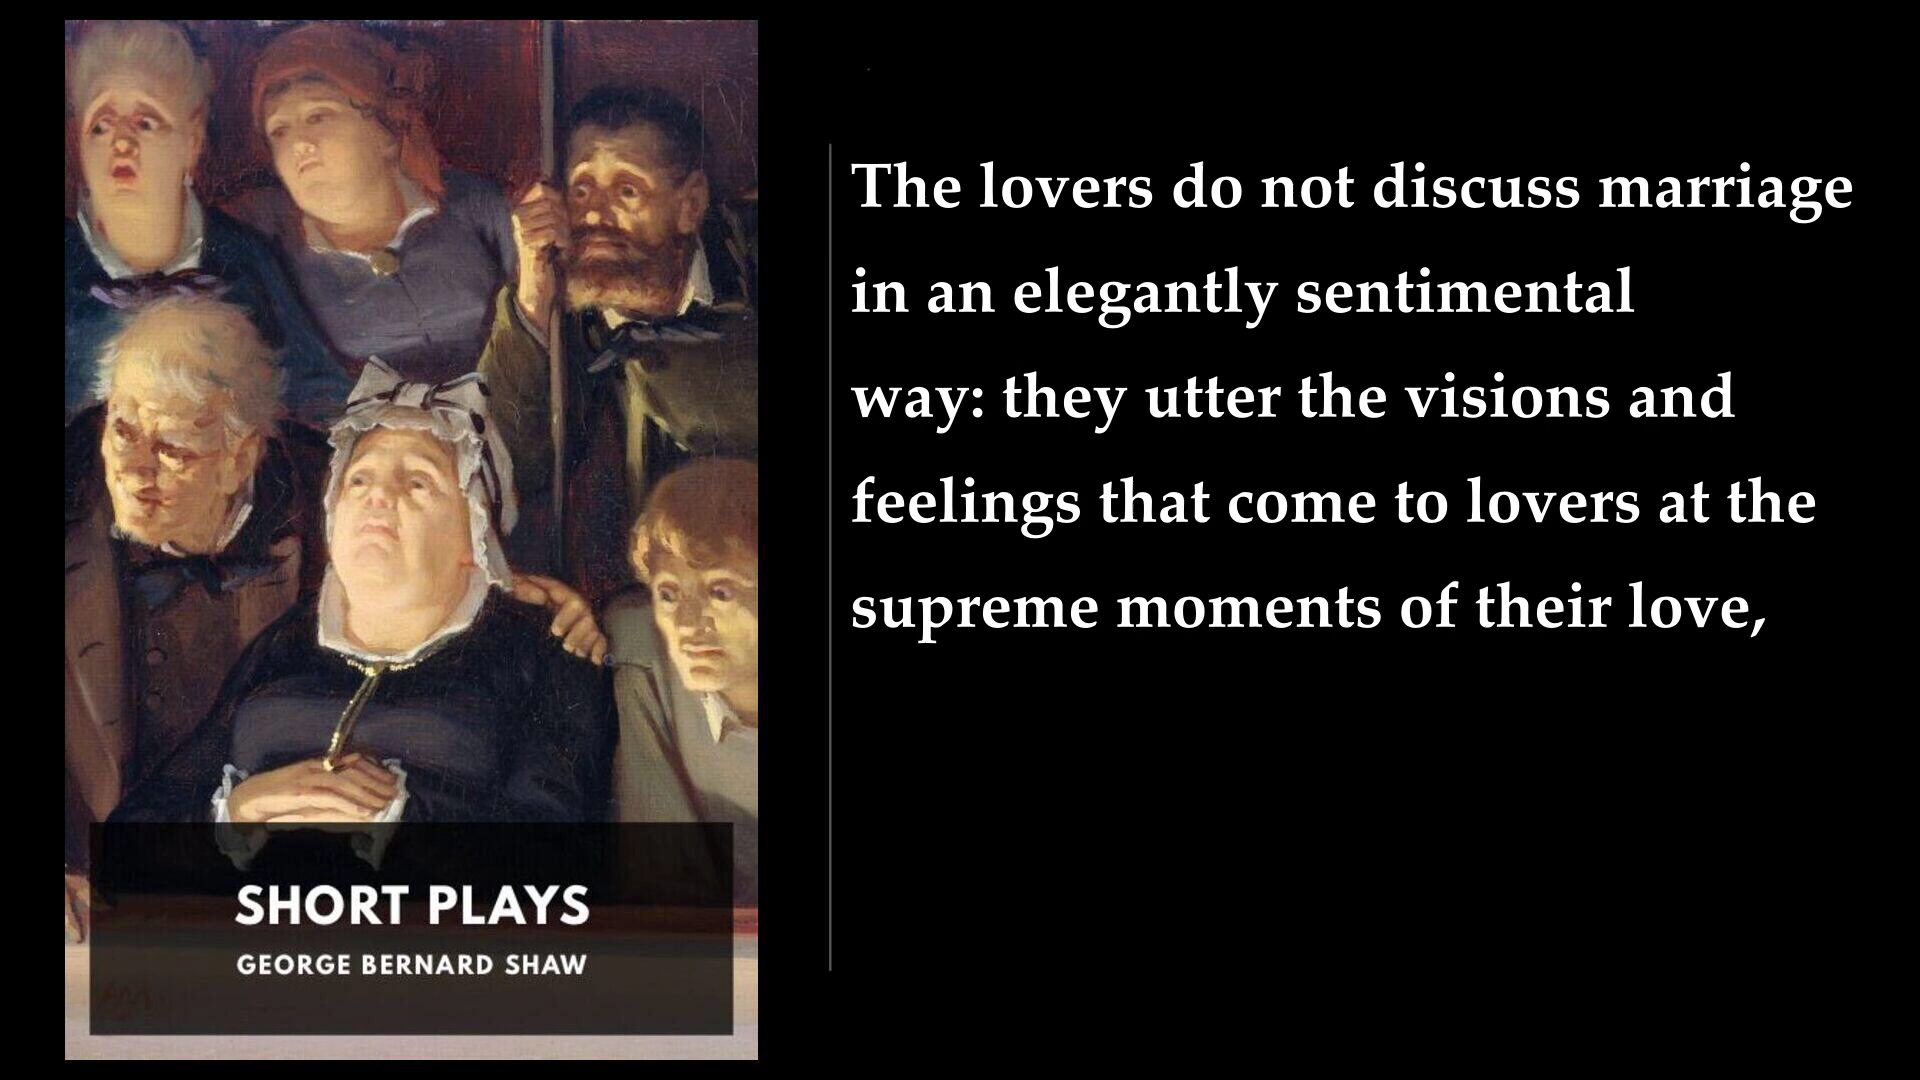 The lovers do not discuss marriage
in an elegantly sentimental
way: they utter the visions and
feelings that come to lovers at the
supreme moments of their love,
SHORT PLAYS
GEORGE BERNARD SHAW